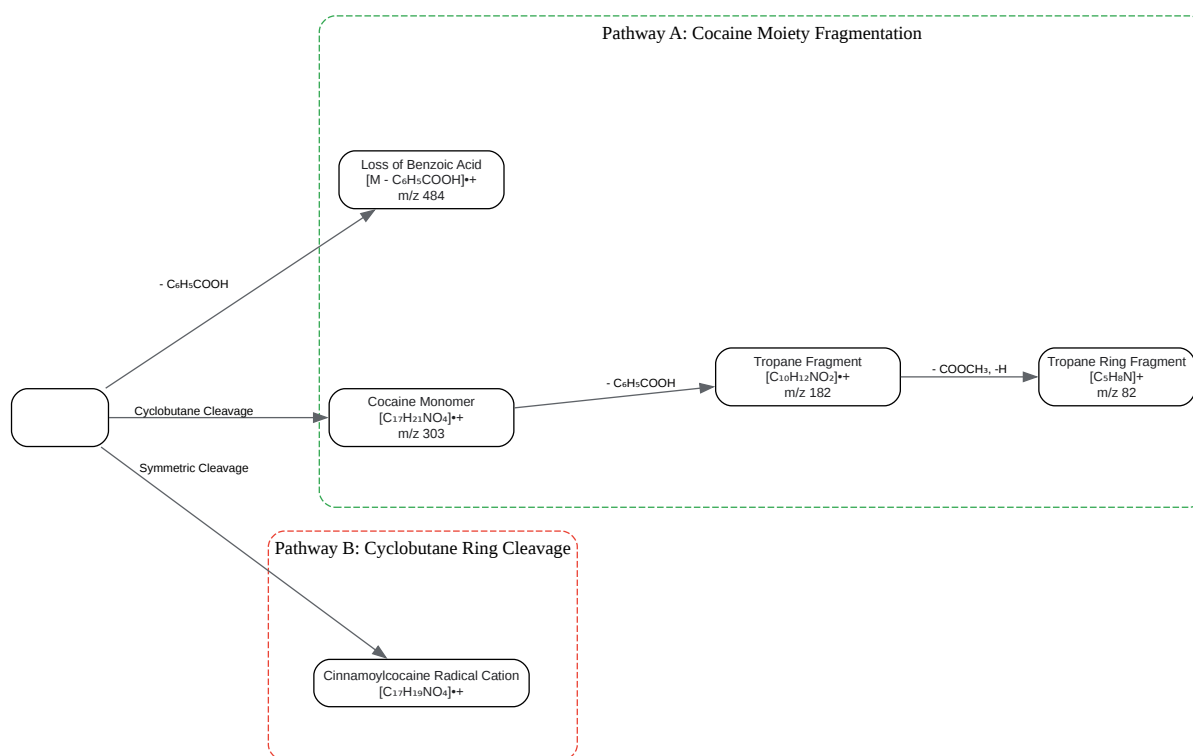 Pathway A: Cocaine Moiety Fragmentation
Loss of Benzoic Acid
[M - C₆H₅COOH]•+
m/z 484
- C₆H₅COOH
Cyclobutane Cleavage
Symmetric Cleavage
Cocaine Monomer
[C₁₇H₂₁NO₄]•+
m/z 303
- C₆H₅COOH
Tropane Fragment
[C₁₀H₁₂NO₂]•+
m/z 182
- COOCH₃, -H
Tropane Ring Fragment
[C₅H₈N]+
m/z 82
Pathway B: Cyclobutane Ring Cleavage
Cinnamoylcocaine Radical Cation
[C₁₇H₁₉NO₄]•+